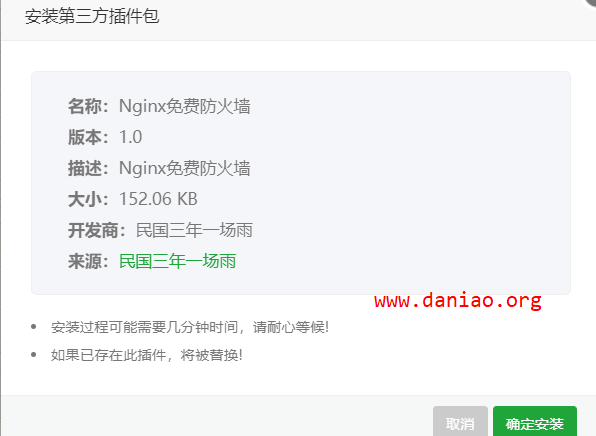 安装第三方插件包
名称：Nginx免费防火墙
版本：1.0
描述：Nginx免费防火墙
大小：152.06 KB
开发商：民国三年一场雨
来源：民国三年一场雨
www.daniao.org
安装过程可能需要几分钟时间，请耐心等候!
如果已存在此插件，将被替换!
取消 确定安装